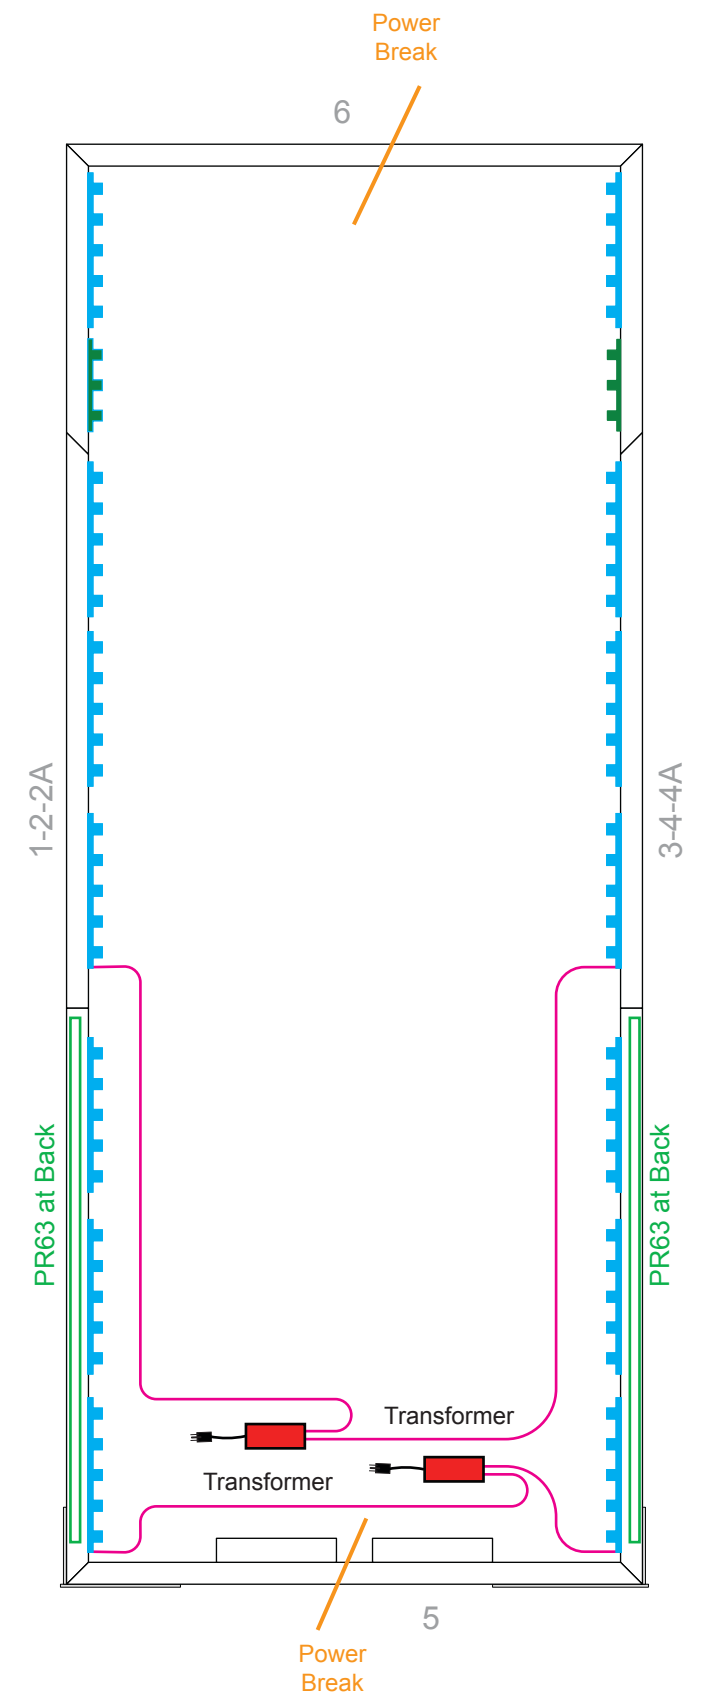 Power
Break
6
1-2-2A
3-4-4A
PR63 at Back
PR63 at Back
Transformer
Transformer
5
Power
Break